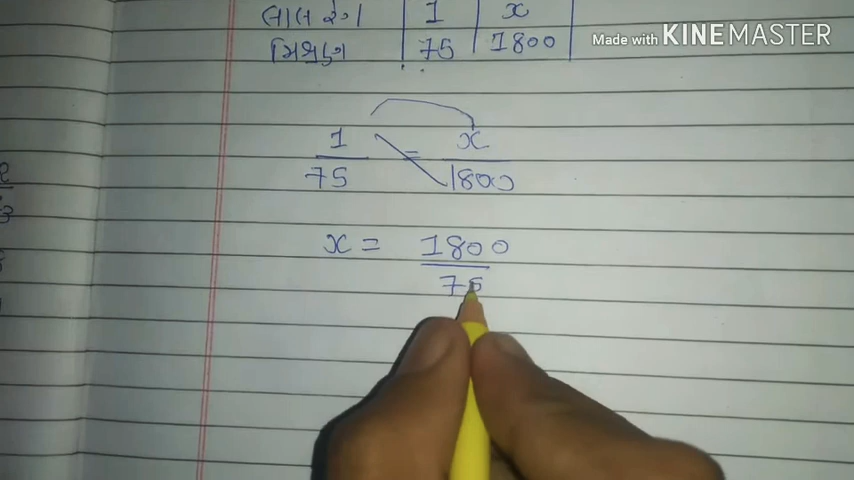 લાલ રંગ 1 x
મિશ્રણ 75 1800
Made with KINEMASTER
1/75 = x/1800
x = 1800/75